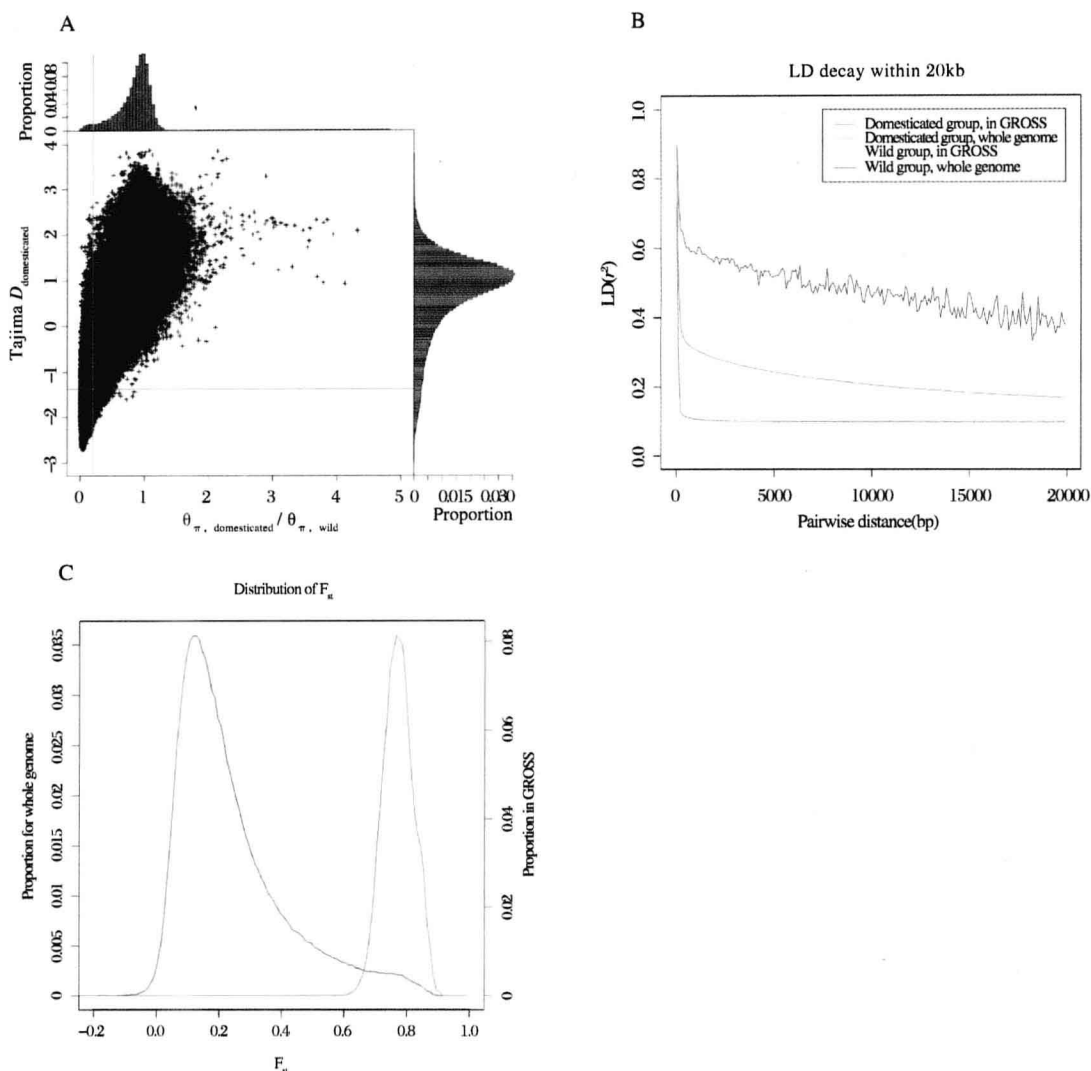 A
Proportion
0 0.04 0.08
Tajima D domesticated
4
3
2
1
0
-1
-2
-3
0 1 2 3 4 5
θ π, domesticated / θ π, wild
0 0.015 0.030
Proportion
B
LD decay within 20kb
Domesticated group, in GROSS
Domesticated group, whole genome
Wild group, in GROSS
Wild group, whole genome
LD(r²)
1.0
0.8
0.6
0.4
0.2
0.0
0 5000 10000 15000 20000
Pairwise distance(bp)
C
Distribution of Fst
Proportion for whole genome
0.035
0.03
0.025
0.02
0.015
0.01
0.005
0
Proportion in GROSS
0.08
0.06
0.04
0.02
0
-0.2 0.0 0.2 0.4 0.6 0.8 1.0
Fst